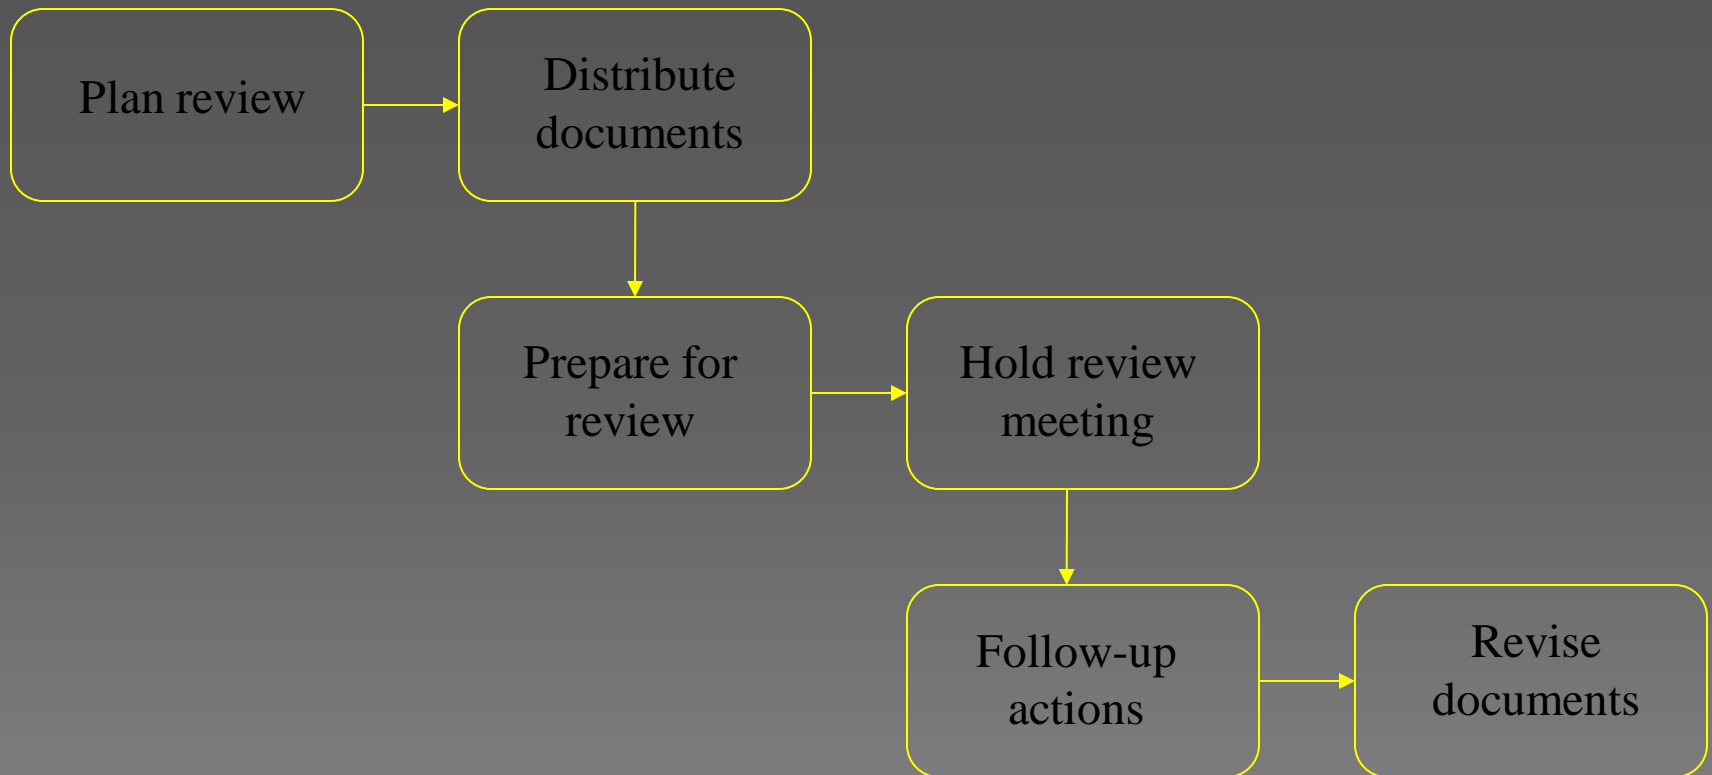 Plan review
Distribute
documents
Prepare for
review
Hold review
meeting
Follow-up
actions
Revise
documents